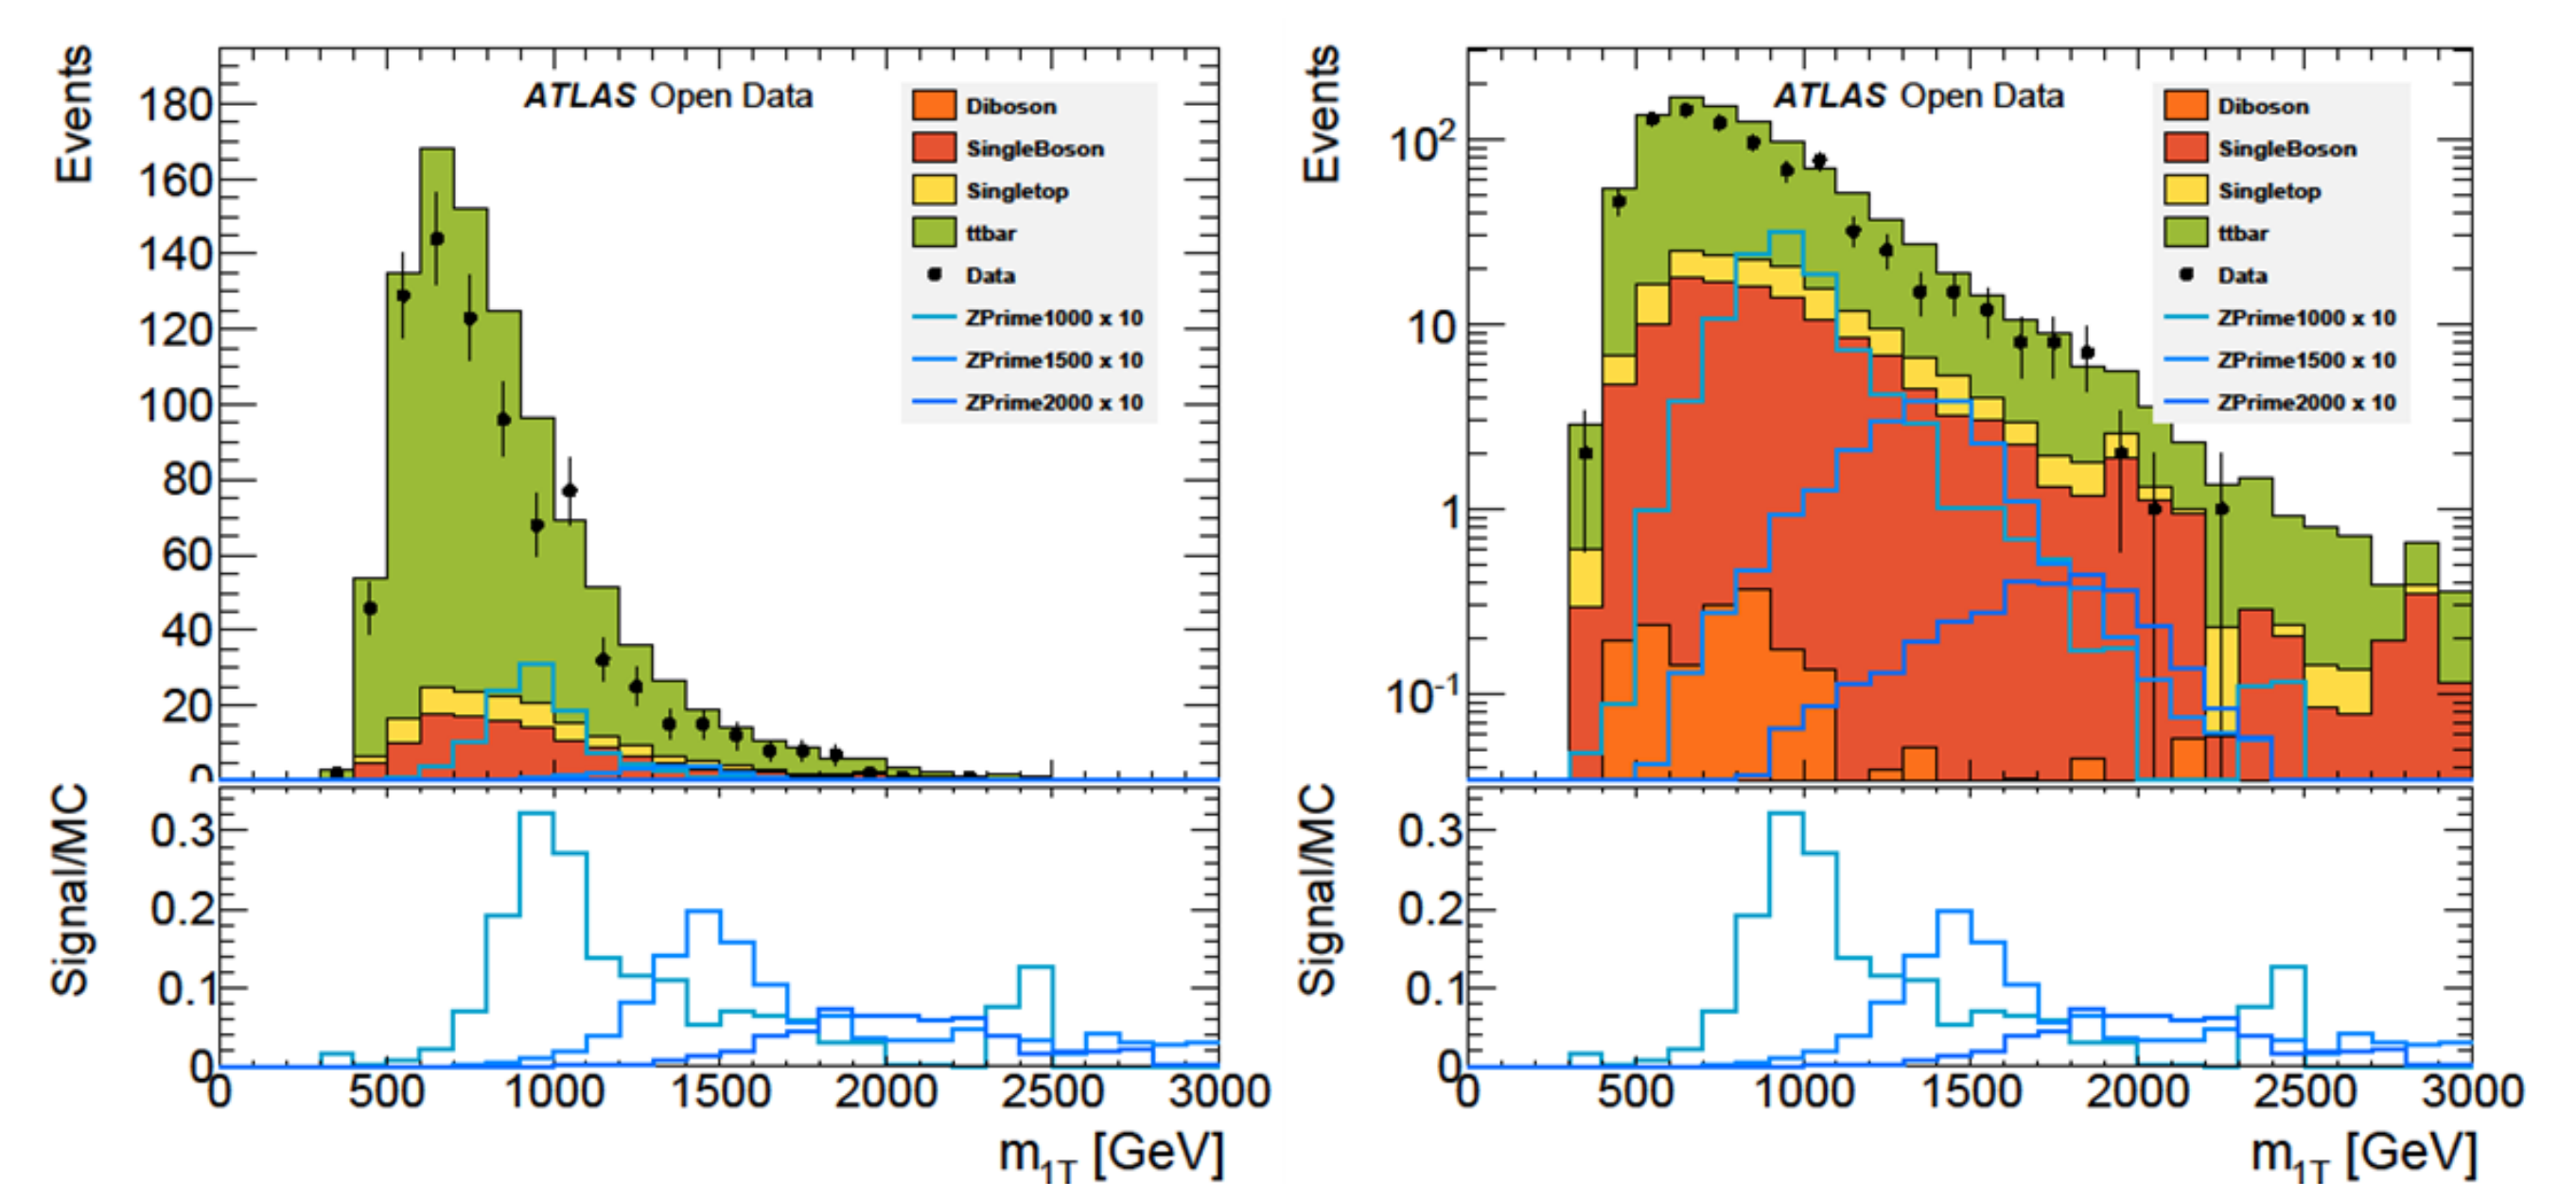 Events
ATLAS Open Data
Diboson
SingleBoson
Singletop
ttbar
Data
ZPrime1000 x 10
ZPrime1500 x 10
ZPrime2000 x 10
180
160
140
120
100
80
60
40
20
0
Signal/MC
0.3
0.2
0.1
0
0 500 1000 1500 2000 2500 3000
m1T [GeV]
Events
ATLAS Open Data
Diboson
SingleBoson
Singletop
ttbar
Data
ZPrime1000 x 10
ZPrime1500 x 10
ZPrime2000 x 10
10²
10
1
10⁻¹
Signal/MC
0.3
0.2
0.1
0
0 500 1000 1500 2000 2500 3000
m1T [GeV]